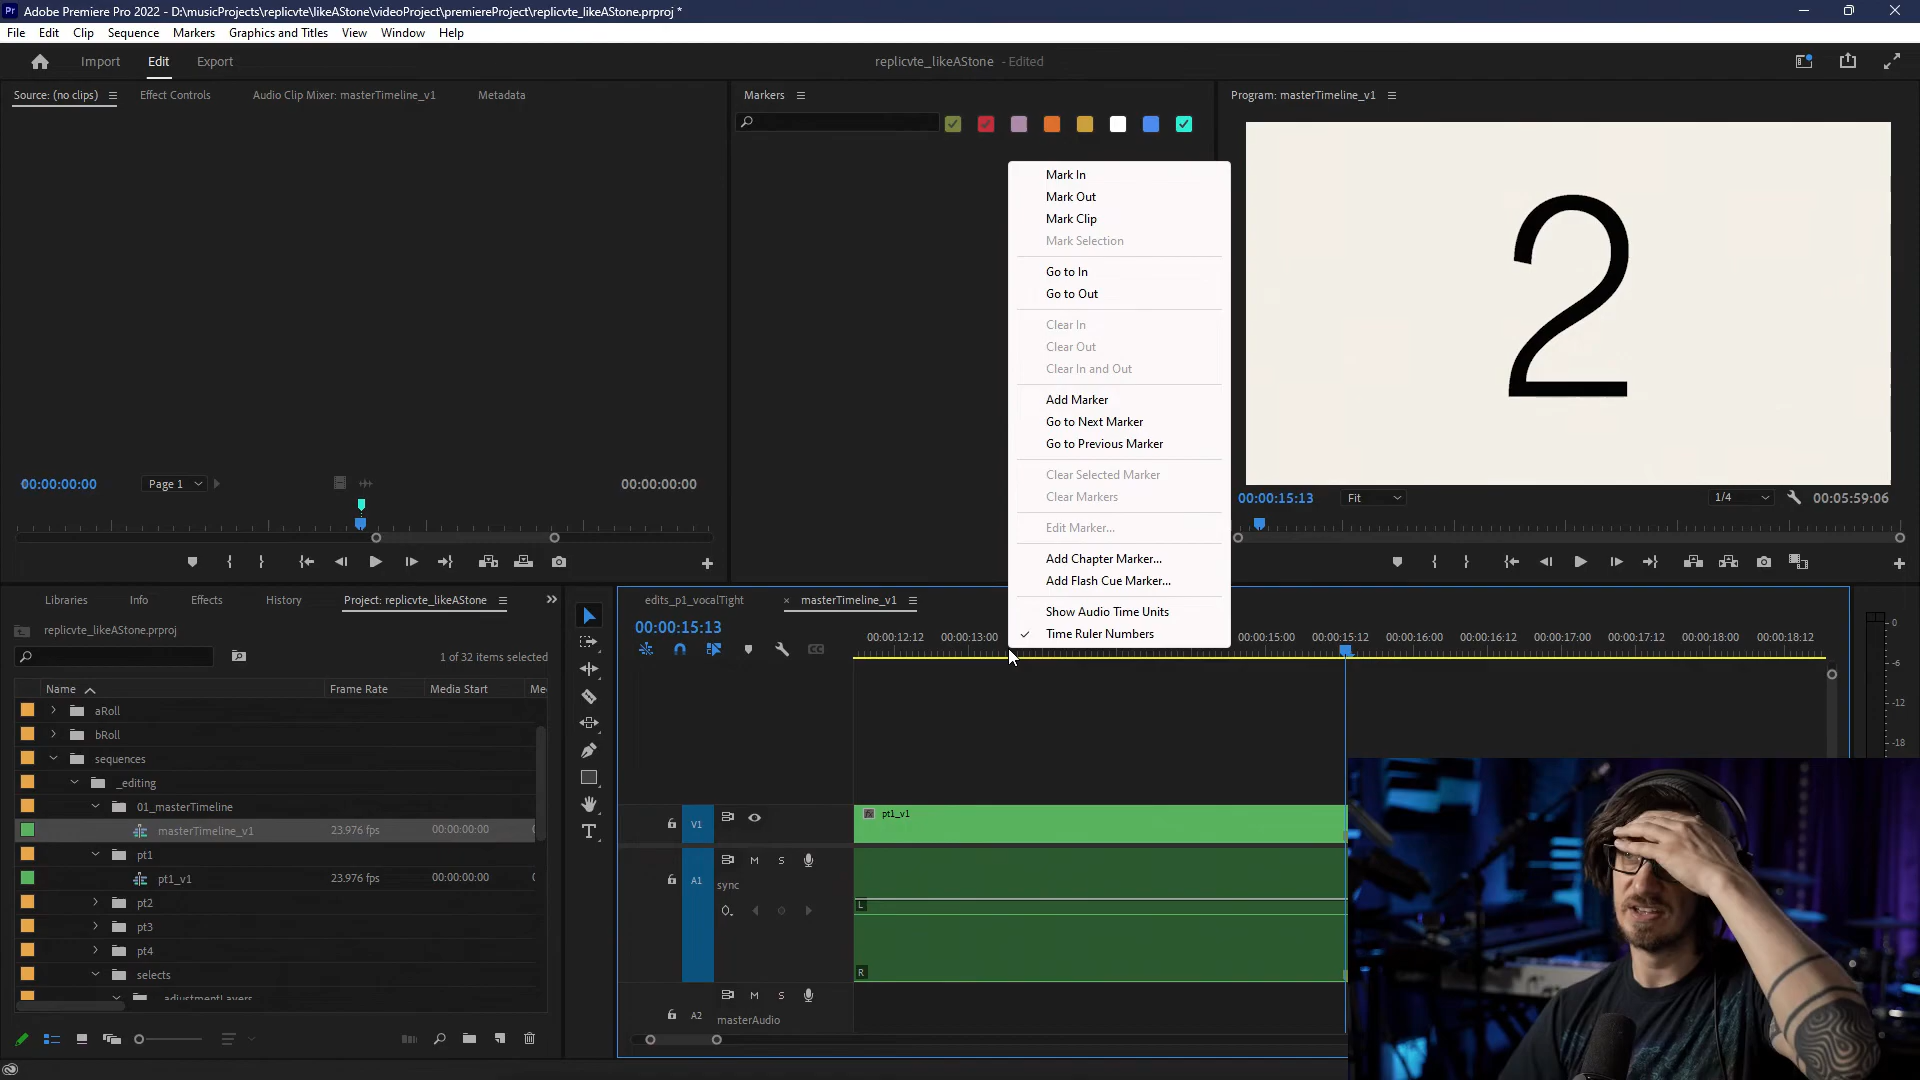 Pr Adobe Premiere Pro 2022 - D:\musicProjects\replicvte\likeAStone\videoProject\premiereProject\replicvte_likeAStone.prproj *
File Edit Clip Sequence Markers Graphics and Titles View Window Help
Import Edit Export replicvte_likeAStone - Edited
Source: (no clips) Effect Controls Audio Clip Mixer: masterTimeline_v1 Metadata
Markers
Program: masterTimeline_v1
Mark In
Mark Out
Mark Clip
Mark Selection
Go to In
Go to Out
Clear In
Clear Out
Clear In and Out
Add Marker
Go to Next Marker
Go to Previous Marker
Clear Selected Marker
Clear Markers
Edit Marker...
Add Chapter Marker...
Add Flash Cue Marker...
Show Audio Time Units
Time Ruler Numbers
2
00:00:00:00 Page 1 00:00:00:00
00:00:15:13 Fit 1/4 00:05:59:06
Libraries Info Effects History Project: replicvte_likeAStone
replicvte_likeAStone.prproj
1 of 32 items selected
Name Frame Rate Media Start Me
aRoll
bRoll
sequences
_editing
01_masterTimeline
masterTimeline_v1 23.976 fps 00:00:00:00
pt1
pt1_v1 23.976 fps 00:00:00:00
pt2
pt3
pt4
selects
adjustmentLayers
edits_p1_vocalTight × masterTimeline_v1
00:00:15:13
00:00:12:12 00:00:13:00 00:00:15:00 00:00:15:12 00:00:16:00 00:00:16:12 00:00:17:00 00:00:17:12 00:00:18:00 00:00:18:12
V1
pt1_v1
A1 M S
sync
L
R
A2 M S
masterAudio
0
-6
-12
-18